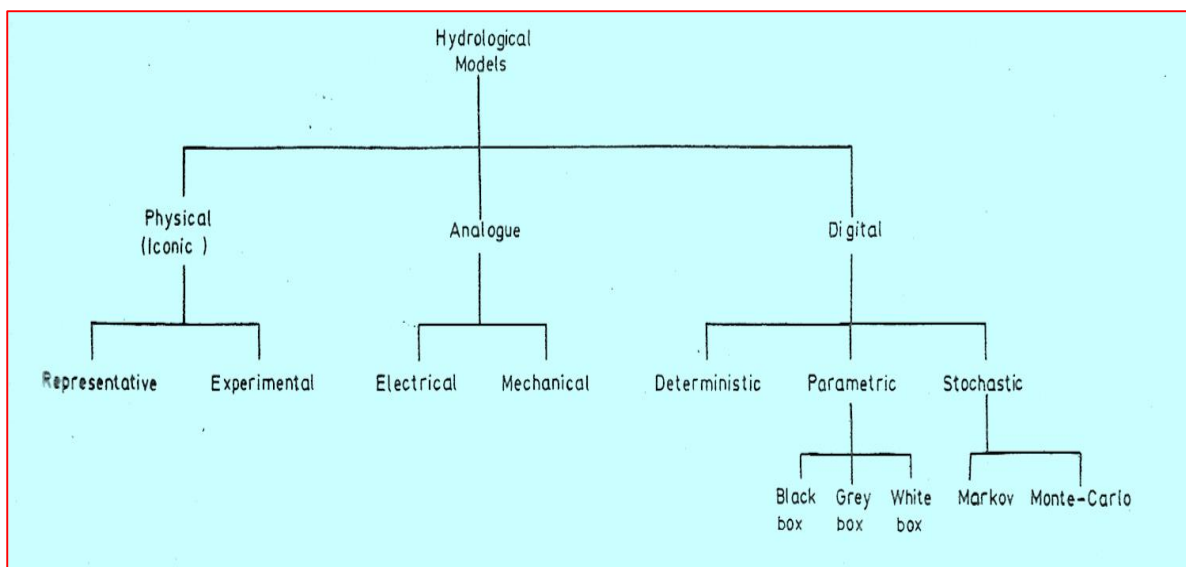 Hydrological
Models
Physical
(Iconic )
Analogue
Digital
Representative
Experimental
Electrical
Mechanical
Deterministic
Parametric
Stochastic
Black
box
Grey
box
White
box
Markov
Monte-Carlo